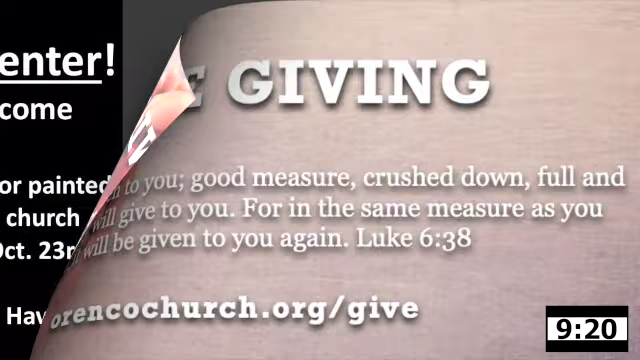 enter!
come
or painted
church
Oct. 23r
Hav
E GIVING
to you; good measure, crushed down, full and
will give to you. For in the same measure as you
will be given to you again. Luke 6:38
orencochurch.org/give
9:20